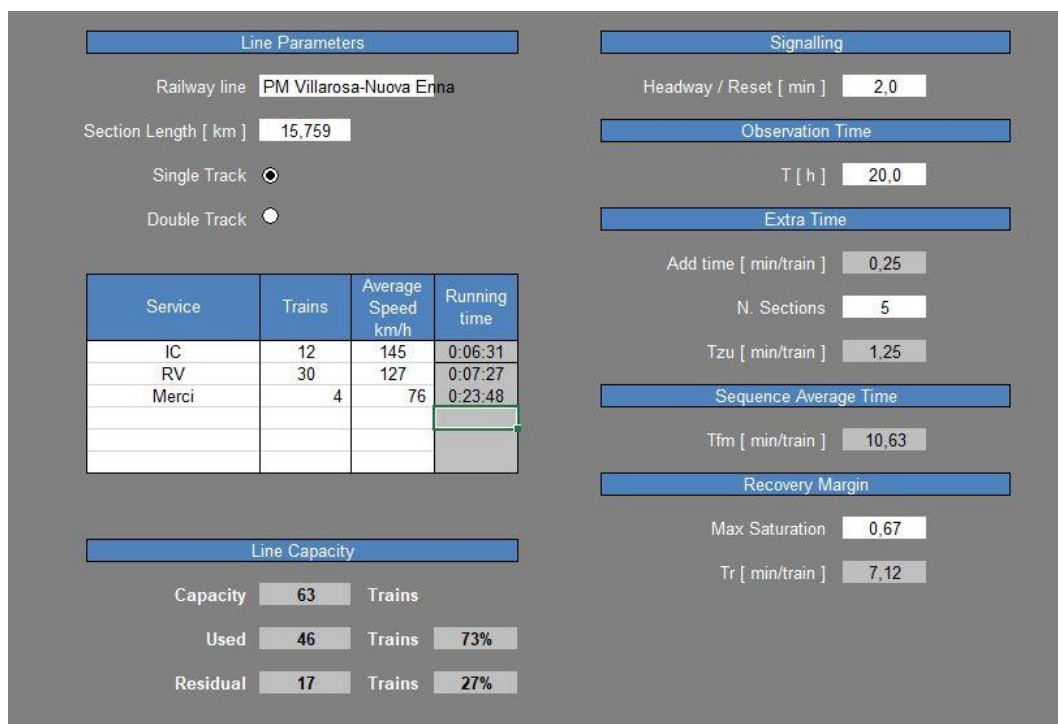 Line Parameters
Railway line PM Villarosa-Nuova Enna
Section Length [ km ] 15,759
Single Track
Double Track
Service Trains Average Speed km/h Running time
IC 12 145 0:06:31
RV 30 127 0:07:27
Merci 4 76 0:23:48
Line Capacity
Capacity 63 Trains
Used 46 Trains 73%
Residual 17 Trains 27%
Signalling
Headway / Reset [ min ] 2,0
Observation Time
T [ h ] 20,0
Extra Time
Add time [ min/train ] 0,25
N. Sections 5
Tzu [ min/train ] 1,25
Sequence Average Time
Tfm [ min/train ] 10,63
Recovery Margin
Max Saturation 0,67
Tr [ min/train ] 7,12